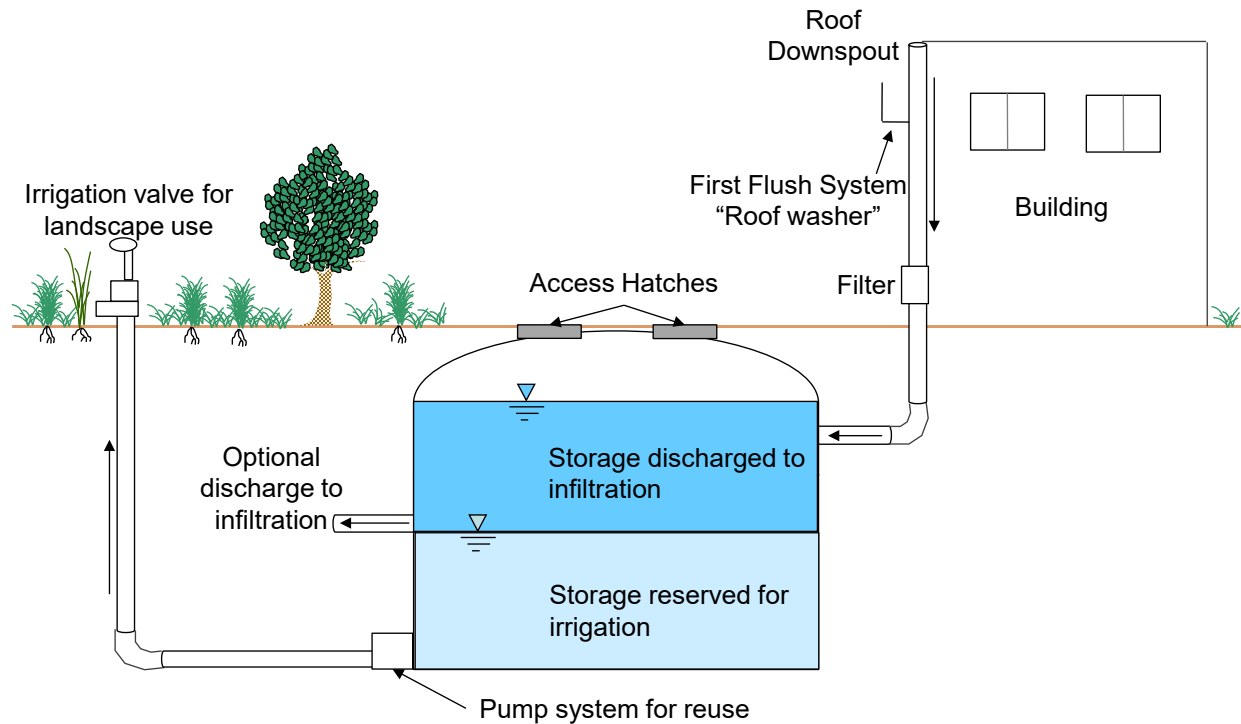 Roof
Downspout
First Flush System
“Roof washer”
Building
Irrigation valve for
landscape use
Access Hatches
Filter
Optional
discharge to
infiltration
Storage discharged to
infiltration
Storage reserved for
irrigation
Pump system for reuse